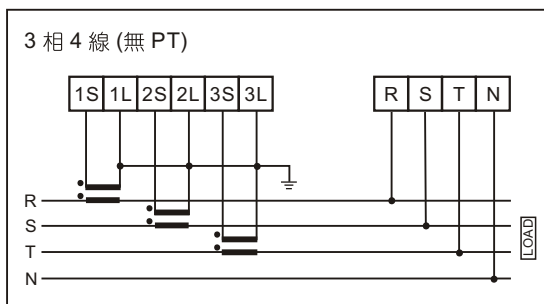 3 相 4 線 (無 PT)
1S 1L 2S 2L 3S 3L R S T N
R
S
T
N
LOAD